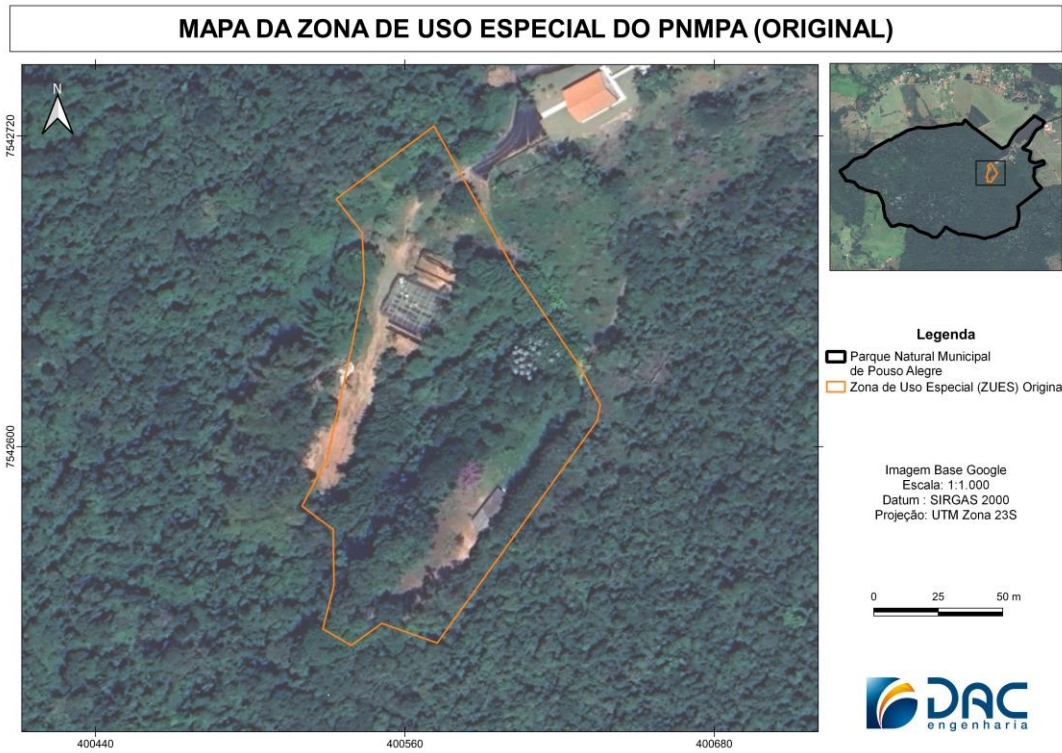 MAPA DA ZONA DE USO ESPECIAL DO PNMPA (ORIGINAL)
N
7542720
7542600
400440
400560
400680
Legenda
Parque Natural Municipal
de Pouso Alegre
Zona de Uso Especial (ZUES) Origina
Imagem Base Google
Escala: 1:1.000
Datum : SIRGAS 2000
Projeção: UTM Zona 23S
0 25 50 m
DAC
engenharia